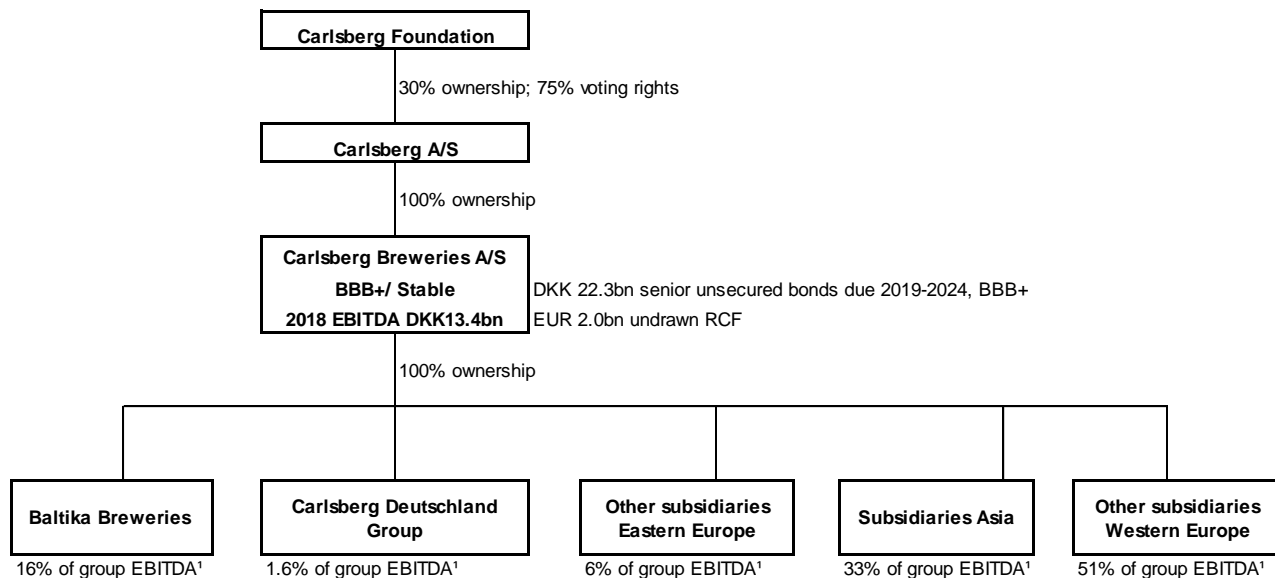 Carlsberg Foundation
30% ownership; 75% voting rights
Carlsberg A/S
100% ownership
Carlsberg Breweries A/S
BBB+/ Stable
2018 EBITDA DKK13.4bn
DKK 22.3bn senior unsecured bonds due 2019-2024, BBB+
EUR 2.0bn undrawn RCF
100% ownership
Baltika Breweries
16% of group EBITDA¹
Carlsberg Deutschland
Group
1.6% of group EBITDA¹
Other subsidiaries
Eastern Europe
6% of group EBITDA¹
Subsidiaries Asia
33% of group EBITDA¹
Other subsidiaries
Western Europe
51% of group EBITDA¹